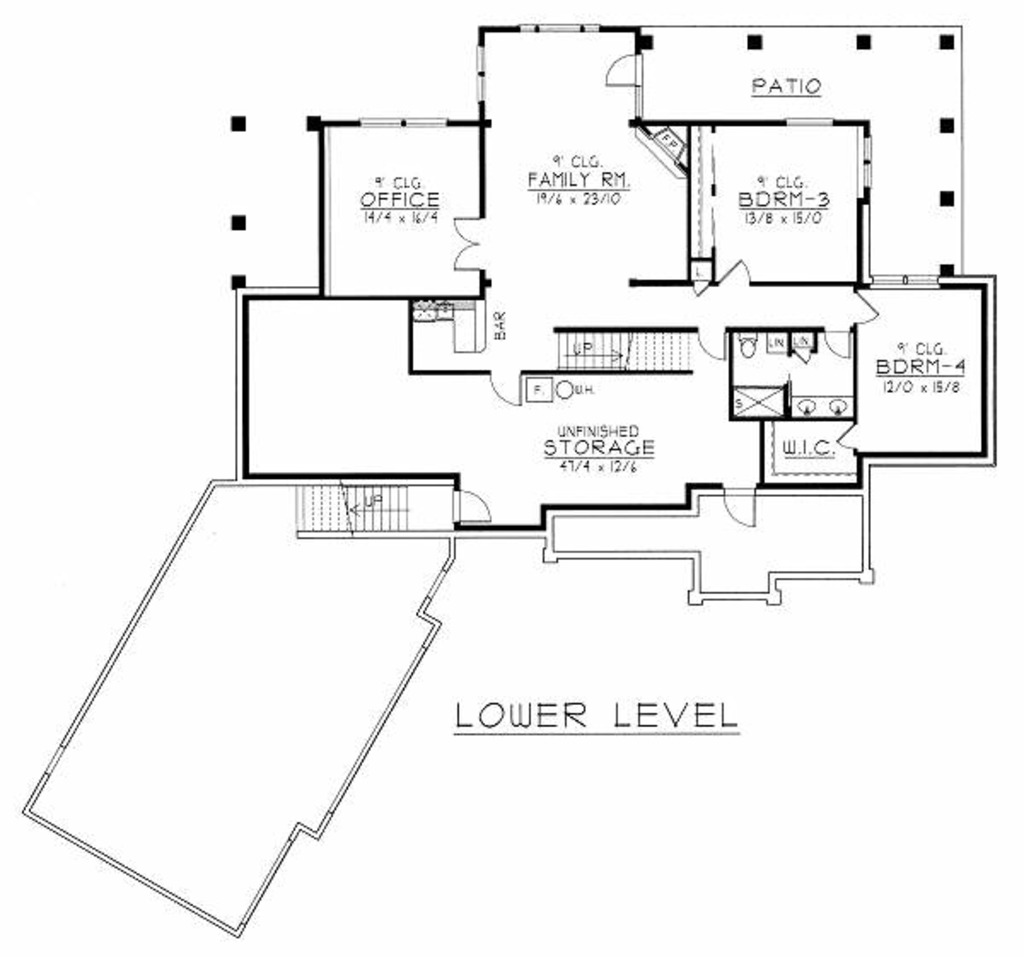 PATIO
9' CLG.
FAMILY RM.
19/6 x 23/10
F.P.
9' CLG.
OFFICE
14/4 x 16/4
9' CLG.
BDRM-3
13/8 x 15/0
L.
BAR
UP
LIN
LIN
9' CLG.
BDRM-4
12/0 x 15/8
F.
W.H.
S
UNFINISHED
STORAGE
47/4 x 12/6
W.I.C.
UP
LOWER LEVEL